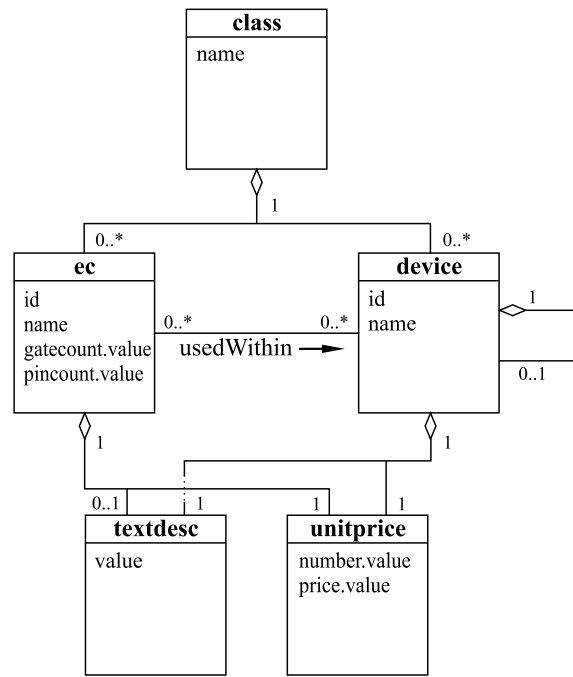 class
name
1
0..*
0..*
ec
device
id
name
gatecount.value
pincount.value
id
name
0..*
0..*
usedWithin
1
0..1
1
1
0..1
1
1
1
textdesc
unitprice
value
number.value
price.value